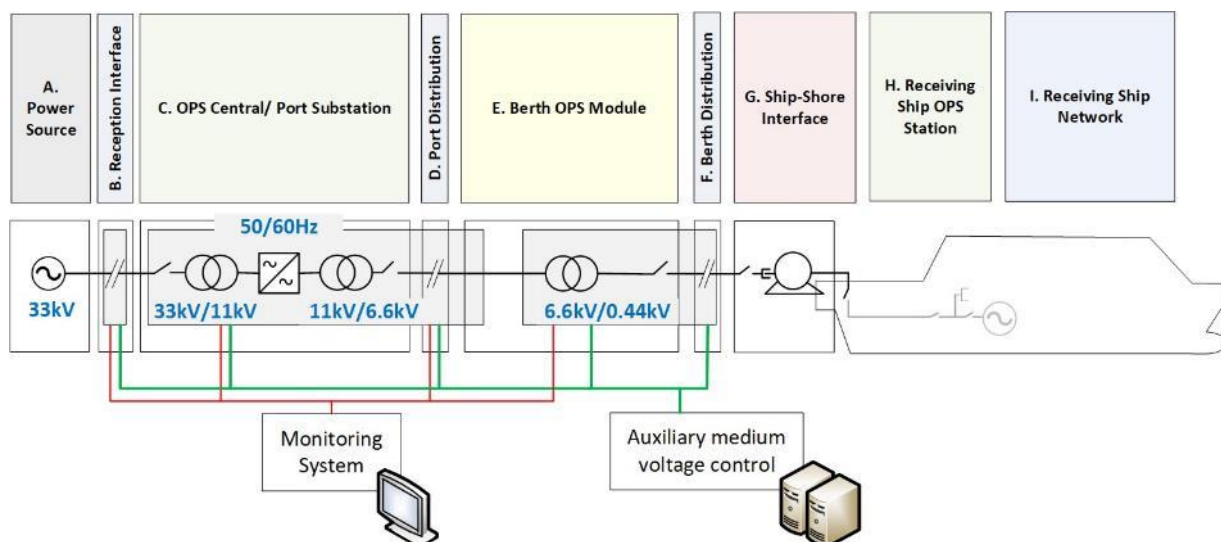 A.
Power
Source
B. Reception Interface
C. OPS Central/ Port Substation
D. Port Distribution
E. Berth OPS Module
F. Berth Distribution
G. Ship-Shore
Interface
H. Receiving
Ship OPS
Station
I. Receiving Ship
Network
50/60Hz
33kV
33kV/11kV
11kV/6.6kV
6.6kV/0.44kV
Monitoring
System
Auxiliary medium
voltage control